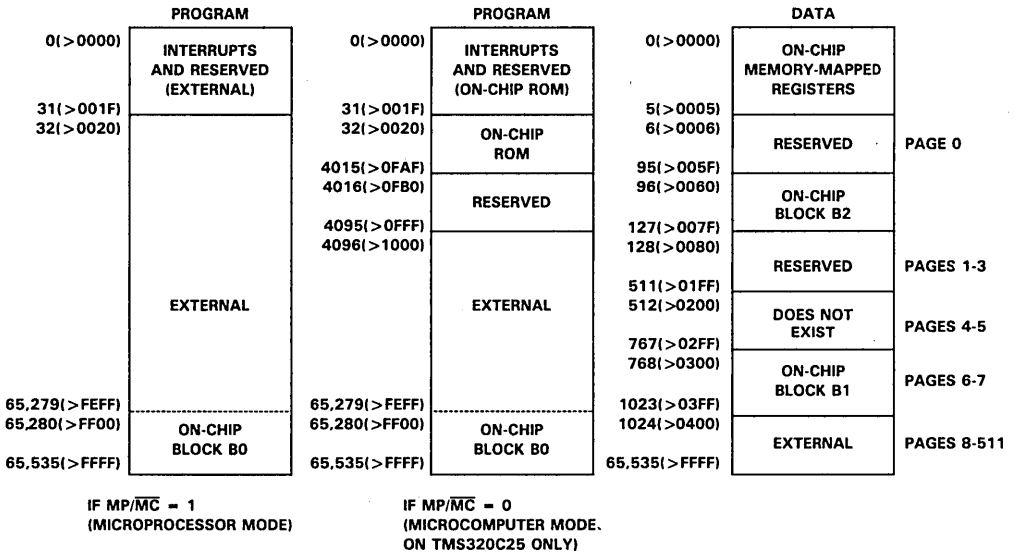 PROGRAM
0(>0000)
INTERRUPTS
AND RESERVED
(EXTERNAL)
31(>001F)
32(>0020)
EXTERNAL
65,279(>FEFF)
65,280(>FF00)
ON-CHIP
BLOCK B0
65,535(>FFFF)
IF MP/M̅C̅ = 1
(MICROPROCESSOR MODE)
PROGRAM
0(>0000)
INTERRUPTS
AND RESERVED
(ON-CHIP ROM)
31(>001F)
32(>0020)
ON-CHIP
ROM
4015(>0FAF)
4016(>0FB0)
RESERVED
4095(>0FFF)
4096(>1000)
EXTERNAL
65,279(>FEFF)
65,280(>FF00)
ON-CHIP
BLOCK B0
65,535(>FFFF)
IF MP/M̅C̅ = 0
(MICROCOMPUTER MODE,
ON TMS320C25 ONLY)
DATA
0(>0000)
ON-CHIP
MEMORY-MAPPED
REGISTERS
5(>0005)
6(>0006)
RESERVED
PAGE 0
95(>005F)
96(>0060)
ON-CHIP
BLOCK B2
127(>007F)
128(>0080)
RESERVED
PAGES 1-3
511(>01FF)
512(>0200)
DOES NOT
EXIST
PAGES 4-5
767(>02FF)
768(>0300)
ON-CHIP
BLOCK B1
PAGES 6-7
1023(>03FF)
1024(>0400)
EXTERNAL
PAGES 8-511
65,535(>FFFF)